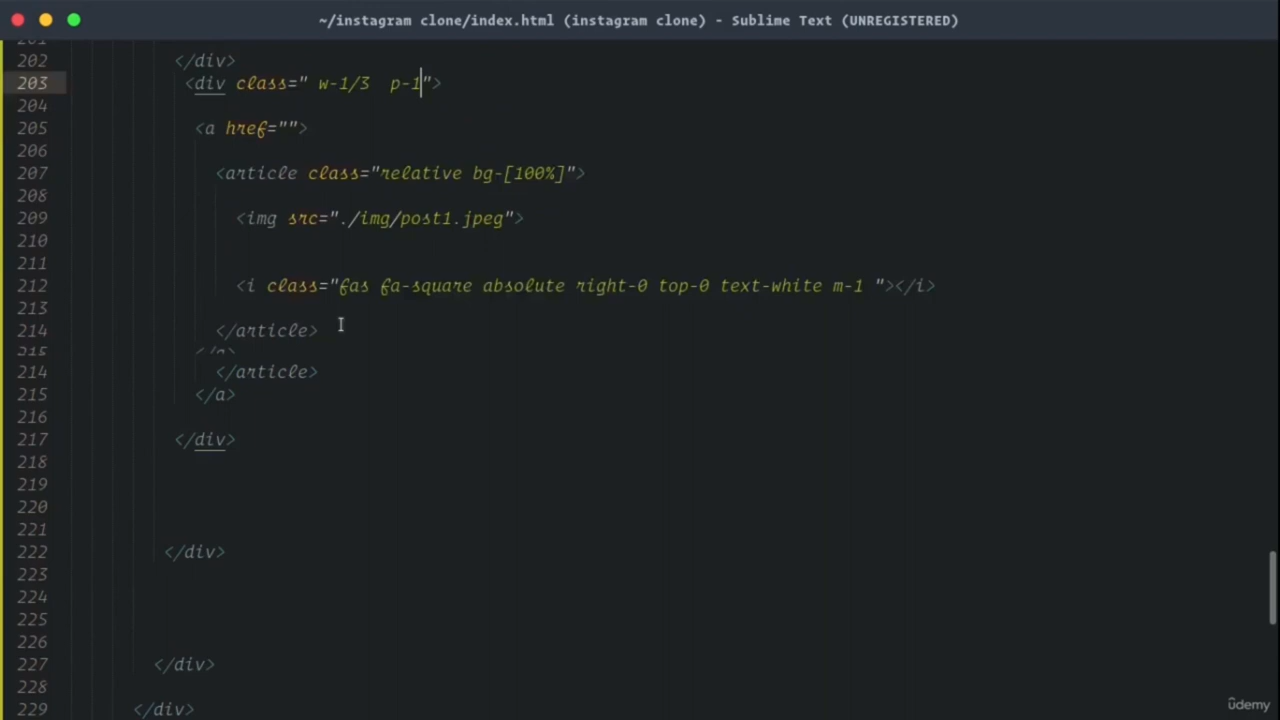 ~/instagram clone/index.html (instagram clone) - Sublime Text (UNREGISTERED)
201
202 </div>
203 <div class=" w-1/3  p-1">
204
205 <a href="">
206
207 <article class="relative bg-[100%]">
208
209 <img src="./img/post1.jpeg">
210
211
212 <i class="fas fa-square absolute right-0 top-0 text-white m-1 "></i>
213
214 </article>
215 </a>
214 </article>
215 </a>
216
217 </div>
218
219
220
221
222 </div>
223
224
225
226
227 </div>
228
229 </div>
ûdemy